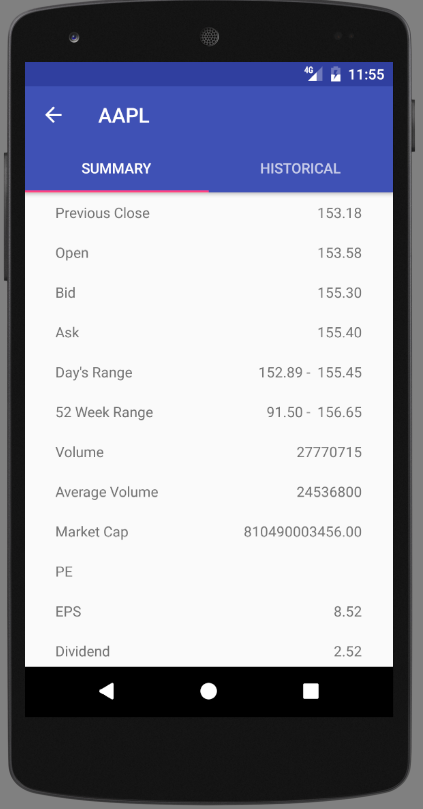 4G 11:55
AAPL
SUMMARY HISTORICAL
Previous Close 153.18
Open 153.58
Bid 155.30
Ask 155.40
Day's Range 152.89 - 155.45
52 Week Range 91.50 - 156.65
Volume 27770715
Average Volume 24536800
Market Cap 810490003456.00
PE
EPS 8.52
Dividend 2.52